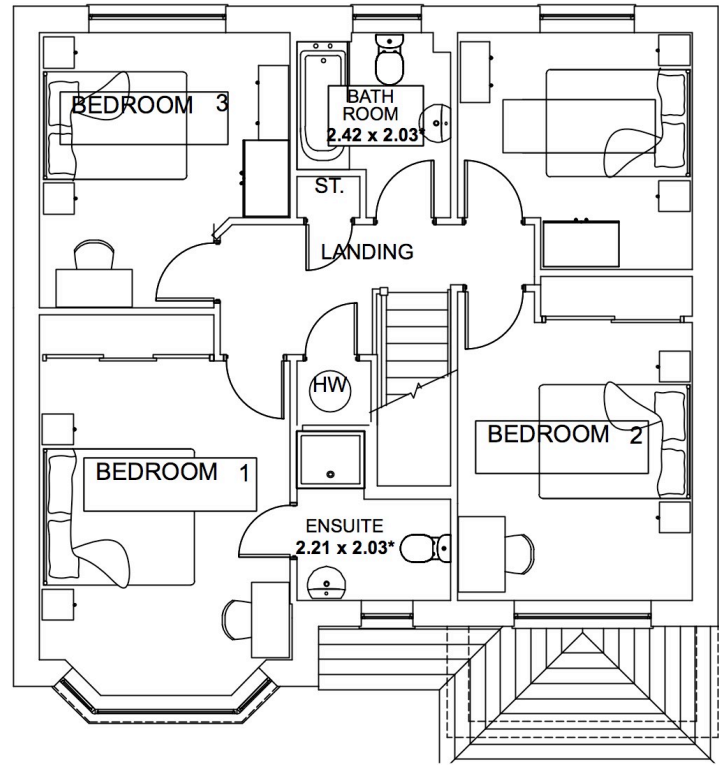 BEDROOM 3
BATH
ROOM
2.42 x 2.03*
ST.
LANDING
HW
BEDROOM 2
BEDROOM 1
ENSUITE
2.21 x 2.03*